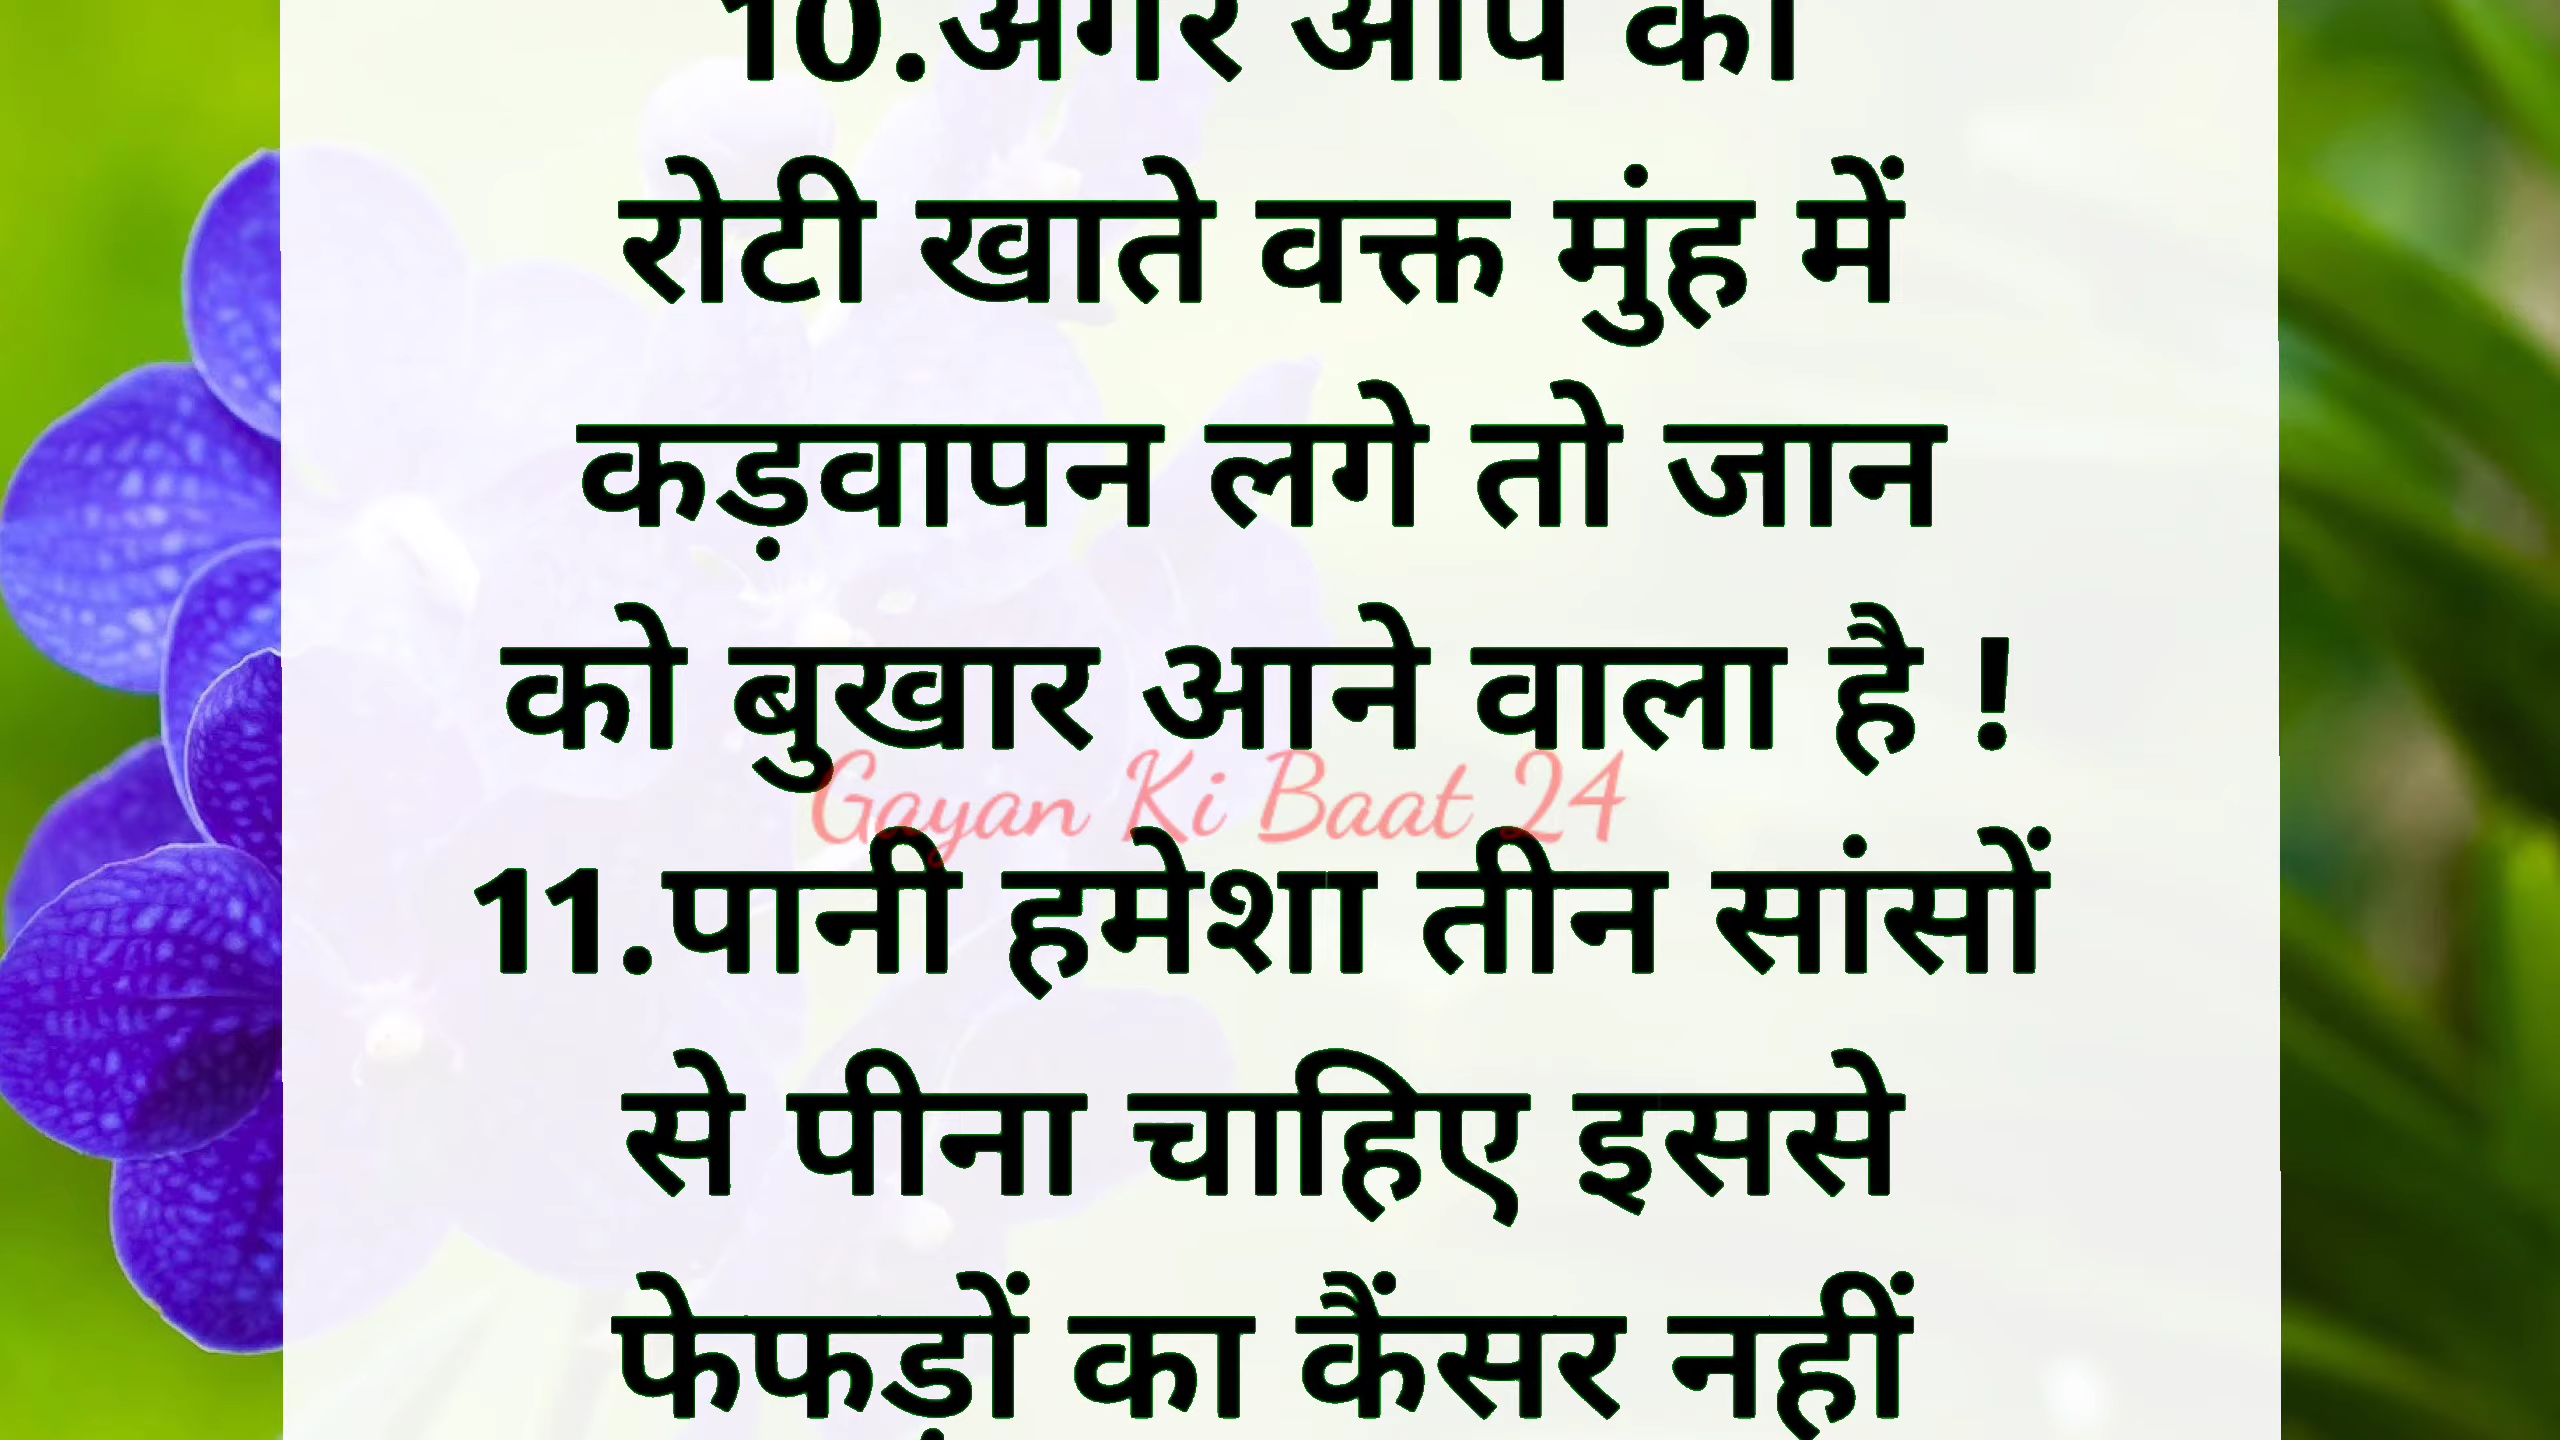 10.अगर आप को
रोटी खाते वक्त मुंह में
कड़वापन लगे तो जान
को बुखार आने वाला है !
Gayan Ki Baat 24
11.पानी हमेशा तीन सांसों
से पीना चाहिए इससे
फेफड़ों का कैंसर नहीं